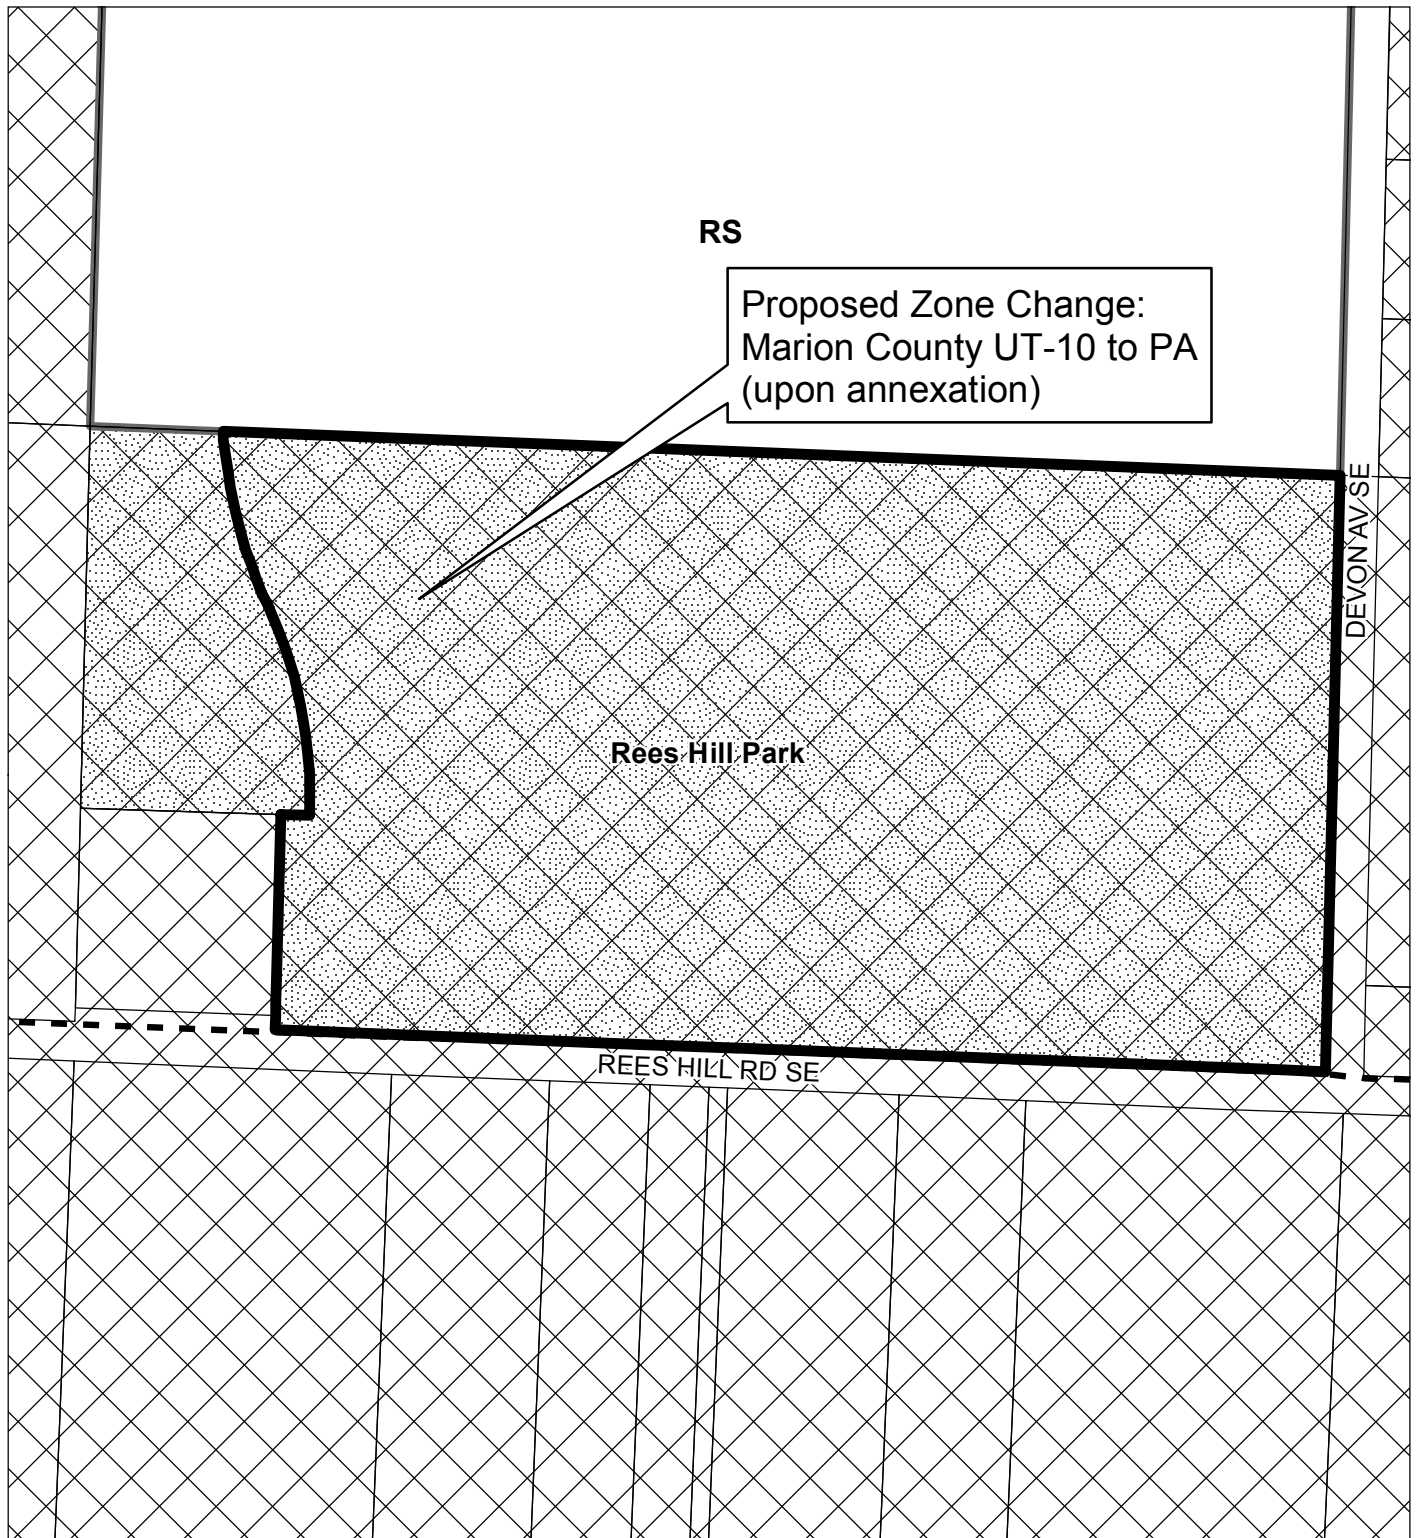 RS
Proposed Zone Change:
Marion County UT-10 to PA
(upon annexation)
DEVON AV SE
Rees Hill Park
REES HILL RD SE